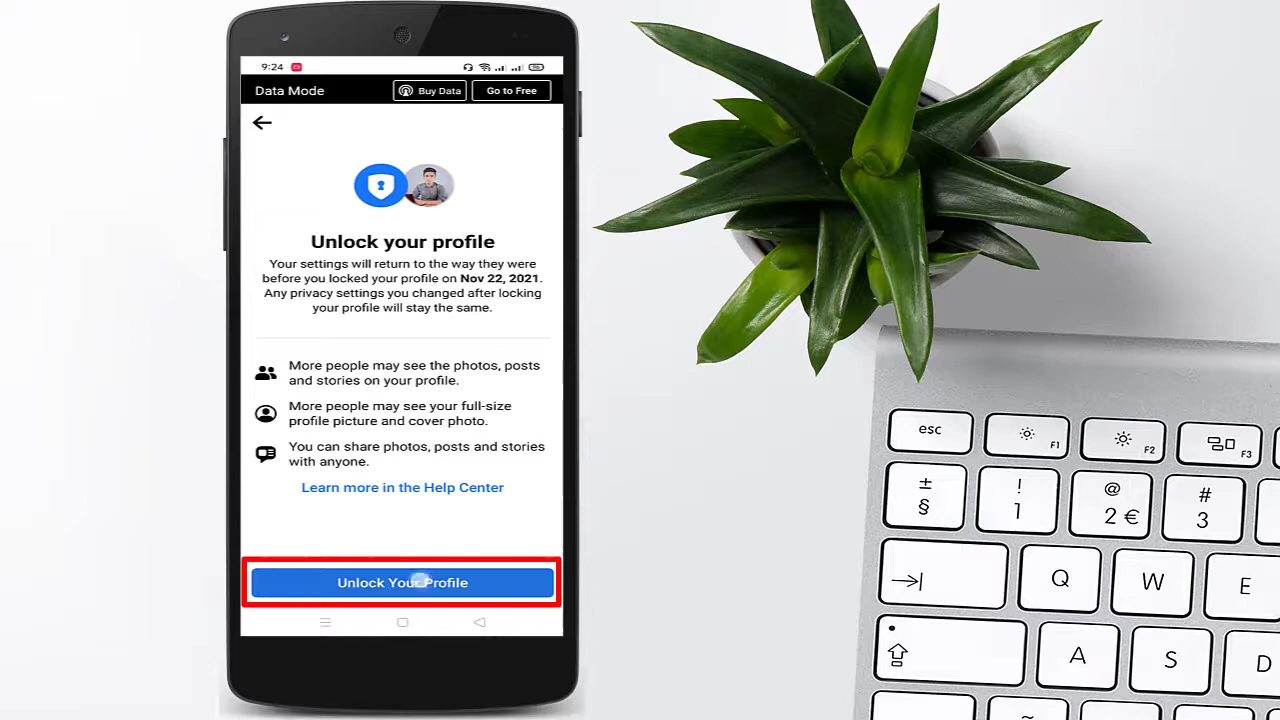 9:24
Data Mode
Buy Data
Go to Free
Unlock your profile
Your settings will return to the way they were
before you locked your profile on Nov 22, 2021.
Any privacy settings you changed after locking
your profile will stay the same.
More people may see the photos, posts
and stories on your profile.
More people may see your full-size
profile picture and cover photo.
You can share photos, posts and stories
with anyone.
Learn more in the Help Center
Unlock Your Profile
esc
F1
F2
F3
±
§
!
1
@
2 €
#
3
Q
W
E
A
S
D